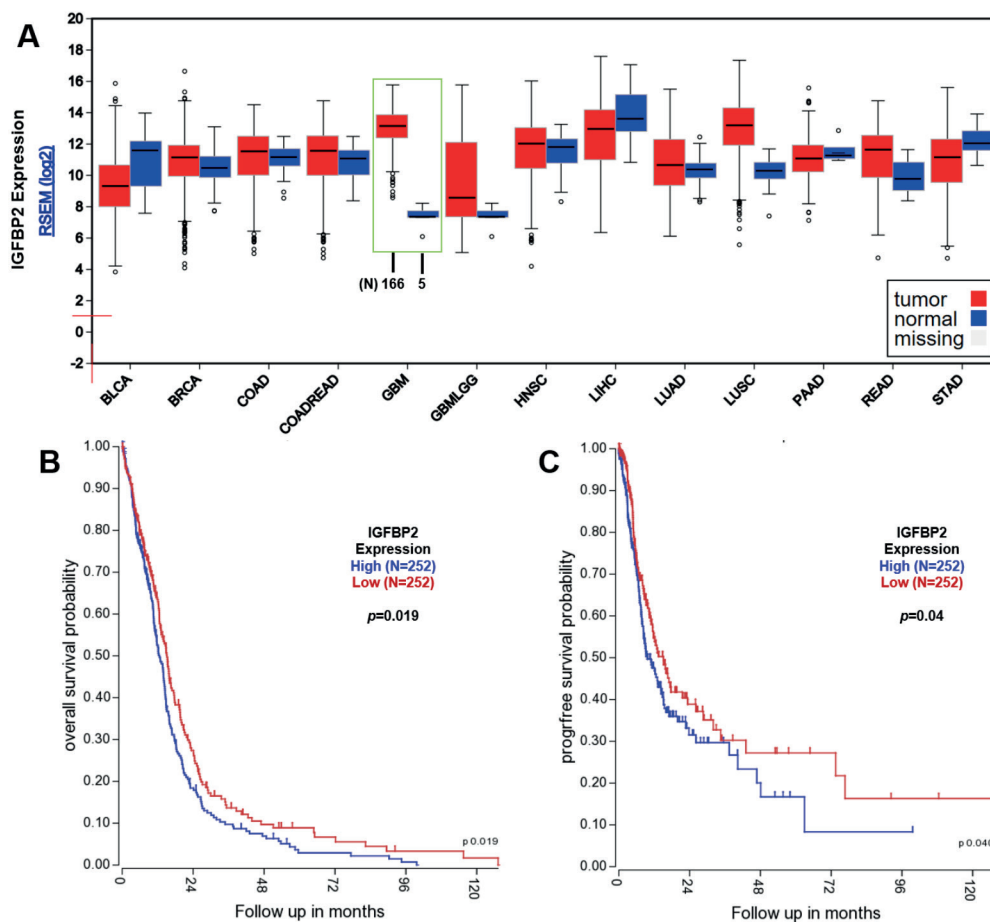 A
IGFBP2 Expression
RSEM (log2)
20
18
16
14
12
10
8
6
4
2
0
-2
(N) 166 5
tumor
normal
missing
BLCA
BRCA
COAD
COADREAD
GBM
GBMLGG
HNSC
LIHC
LUAD
LUSC
PAAD
READ
STAD
B
overall survival probability
1.00
0.90
0.80
0.70
0.60
0.50
0.40
0.30
0.20
0.10
0.00
IGFBP2
Expression
High (N=252)
Low (N=252)
p=0.019
p 0.019
0 24 48 72 96 120
Follow up in months
C
progrfree survival probability
1.00
0.90
0.80
0.70
0.60
0.50
0.40
0.30
0.20
0.10
0.00
IGFBP2
Expression
High (N=252)
Low (N=252)
p=0.04
p 0.040
0 24 48 72 96 120
Follow up in months